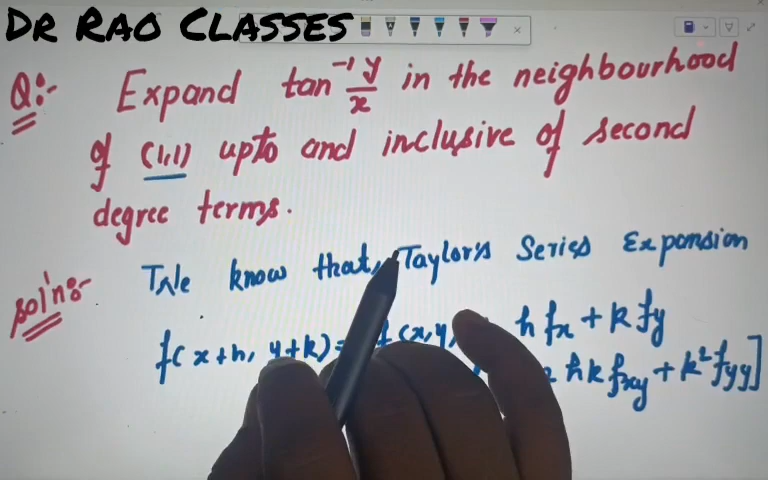 Dr Rao Classes
Q:- Expand tan⁻¹ y/x in the neighbourhood
of (1,1) upto and inclusive of second
degree terms.
Soln:- We know that, Taylor's Series Expansion
f(x+h, y+k) = f(x,y) h fx + k fy
hk fxy + k² fyy]